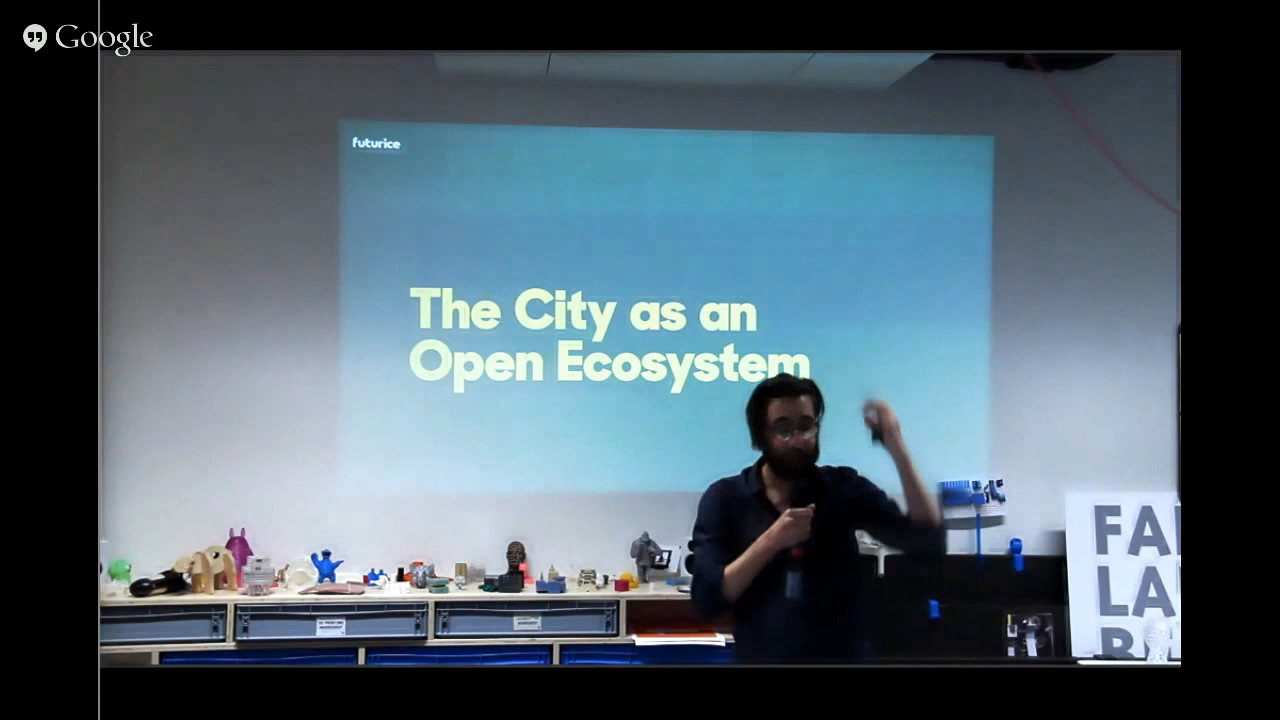 Google
futurice
The City as an
Open Ecosystem
FA
LA